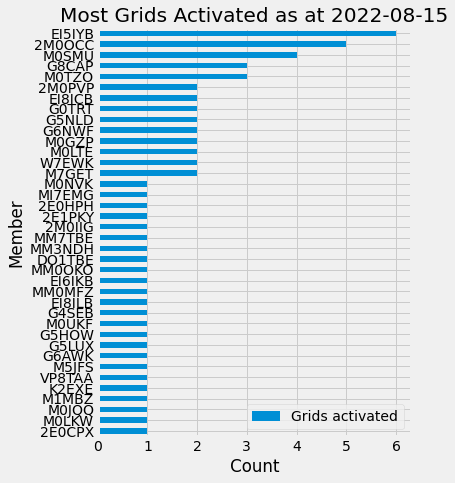 Most Grids Activated as at 2022-08-15
EI5IYB
2M0OCC
M0SMU
G8CAP
M0TZO
2M0PVP
EI8ICB
G0TRT
G5NLD
G6NWF
M0GZP
M0LTE
W7EWK
M7GET
M0NVK
MI7EMG
2E0HPH
2E1PKY
2M0IIG
MM7TBE
MM3NDH
DO1TBE
MM0OKO
EI6IKB
MM0MFZ
EI8ILB
G4SEB
M0UKF
G5HOW
G5LUX
G6AWK
M5JFS
VP8TAA
K2EXE
M1MBZ
M0JQQ
M0LKW
2E0CPX
Member
Grids activated
0 1 2 3 4 5 6
Count